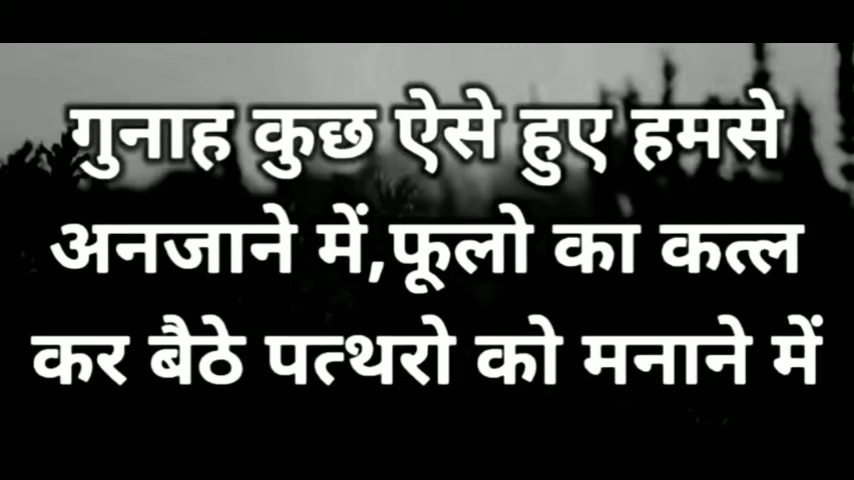 गुनाह कुछ ऐसे हुए हमसे
अनजाने में,फूलो का कत्ल
कर बैठे पत्थरो को मनाने में